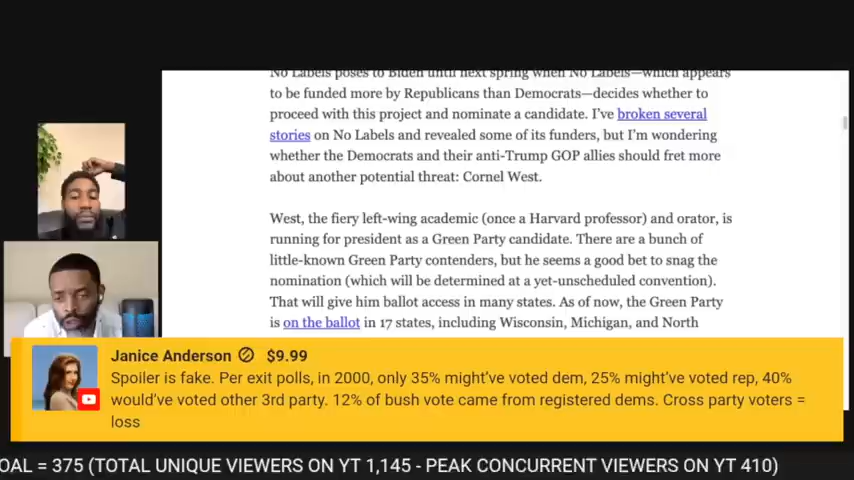 No Labels poses to Biden until next spring when No Labels—which appears
to be funded more by Republicans than Democrats—decides whether to
proceed with this project and nominate a candidate. I've broken several
stories on No Labels and revealed some of its funders, but I'm wondering
whether the Democrats and their anti-Trump GOP allies should fret more
about another potential threat: Cornel West.
West, the fiery left-wing academic (once a Harvard professor) and orator, is
running for president as a Green Party candidate. There are a bunch of
little-known Green Party contenders, but he seems a good bet to snag the
nomination (which will be determined at a yet-unscheduled convention).
That will give him ballot access in many states. As of now, the Green Party
is on the ballot in 17 states, including Wisconsin, Michigan, and North
Janice Anderson $9.99
Spoiler is fake. Per exit polls, in 2000, only 35% might've voted dem, 25% might've voted rep, 40%
would've voted other 3rd party. 12% of bush vote came from registered dems. Cross party voters =
loss
OAL = 375 (TOTAL UNIQUE VIEWERS ON YT 1,145 - PEAK CONCURRENT VIEWERS ON YT 410)